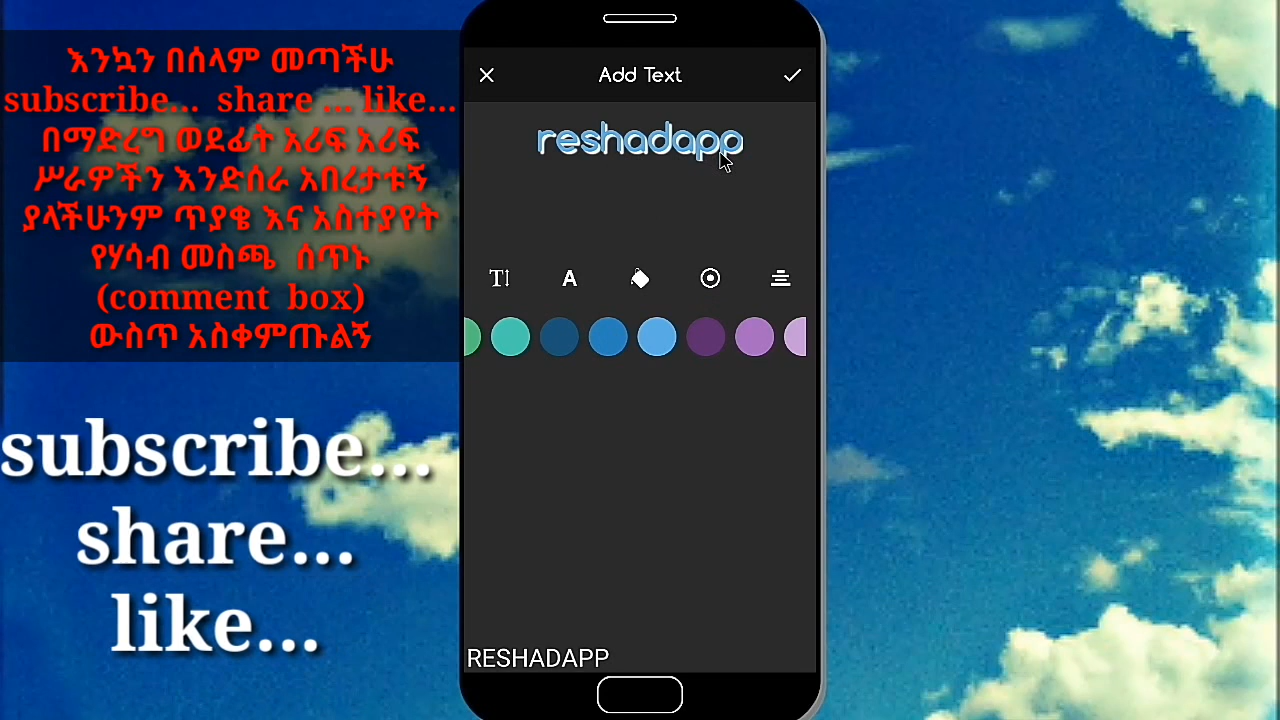 እንኳን በሰላም መጣችሁ
subscribe... share ... like...
በማድረግ ወደፊት አሪፍ አሪፍ
ሥራዎችን እንድሰራ አበረታቱኝ
ያላችሁንም ጥያቄ እና አስተያየት
የሃሳብ መስጫ ሰጥኑ
(comment box)
ውስጥ አስቀምጡልኝ
subscribe...
share...
like...
Add Text
reshadapp
T
A
RESHADAPP